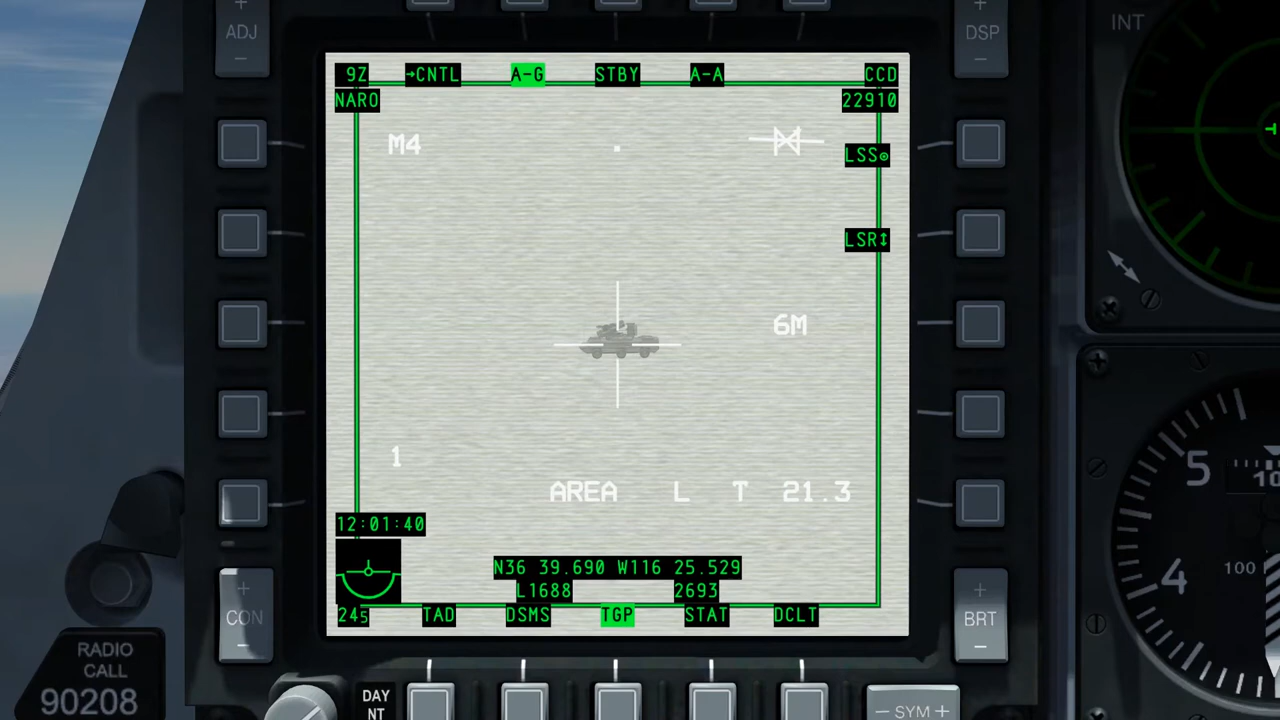 ADJ
DSP
INT
9Z →CNTL A-G STBY A-A CCD
NARO 22910
M4
LSS⊙
LSR↕
6M
1
AREA L T 21.3
12:01:40
N36 39.690 W116 25.529
L1688 2693
245 TAD DSMS TGP STAT DCLT
+
CON
-
+
BRT
-
RADIO
CALL
90208
DAY
NT
- SYM +
5
10
4
100